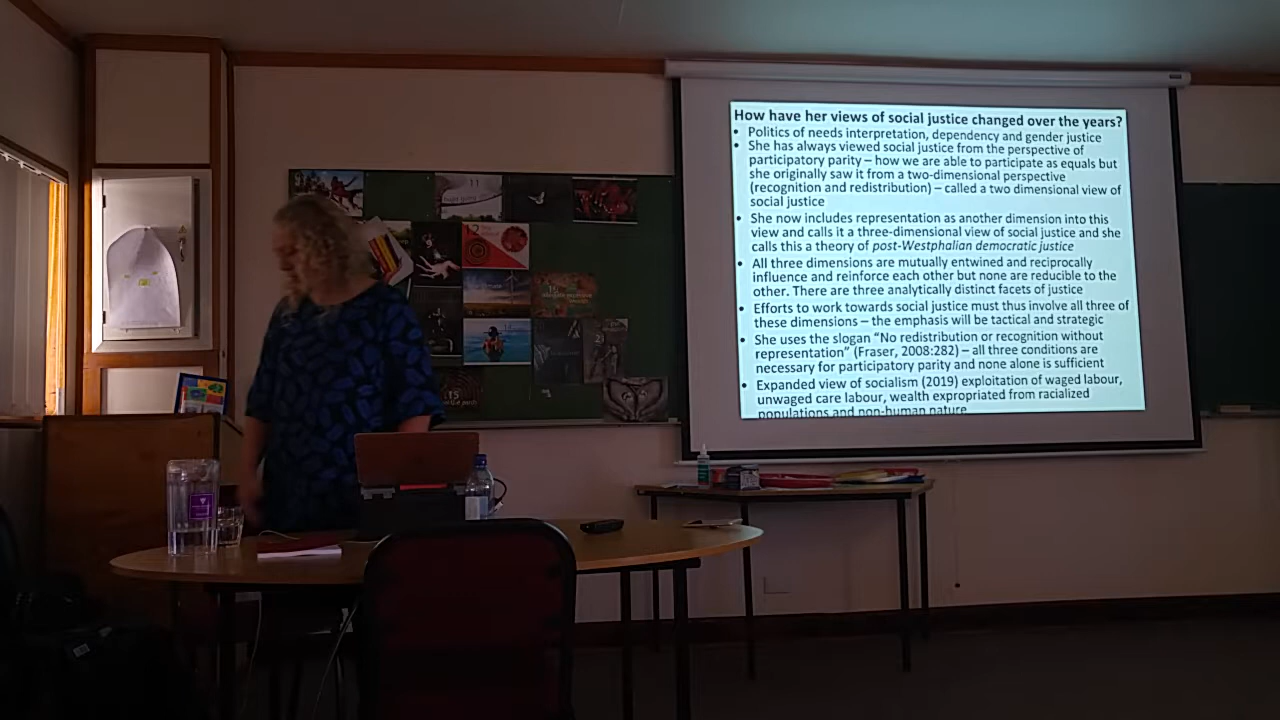 How have her views of social justice changed over the years?
• Politics of needs interpretation, dependency and gender justice
• She has always viewed social justice from the perspective of
participatory parity – how we are able to participate as equals but
she originally saw it from a two-dimensional perspective
(recognition and redistribution) – called a two dimensional view of
social justice
• She now includes representation as another dimension into this
view and calls it a three-dimensional view of social justice and she
calls this a theory of post-Westphalian democratic justice
• All three dimensions are mutually entwined and reciprocally
influence and reinforce each other but none are reducible to the
other. There are three analytically distinct facets of justice
• Efforts to work towards social justice must thus involve all three of
these dimensions – the emphasis will be tactical and strategic
• She uses the slogan “No redistribution or recognition without
representation” (Fraser, 2008:282) – all three conditions are
necessary for participatory parity and none alone is sufficient
• Expanded view of socialism (2019) exploitation of waged labour,
unwaged care labour, wealth expropriated from racialized
populations and non-human nature
11
12
15